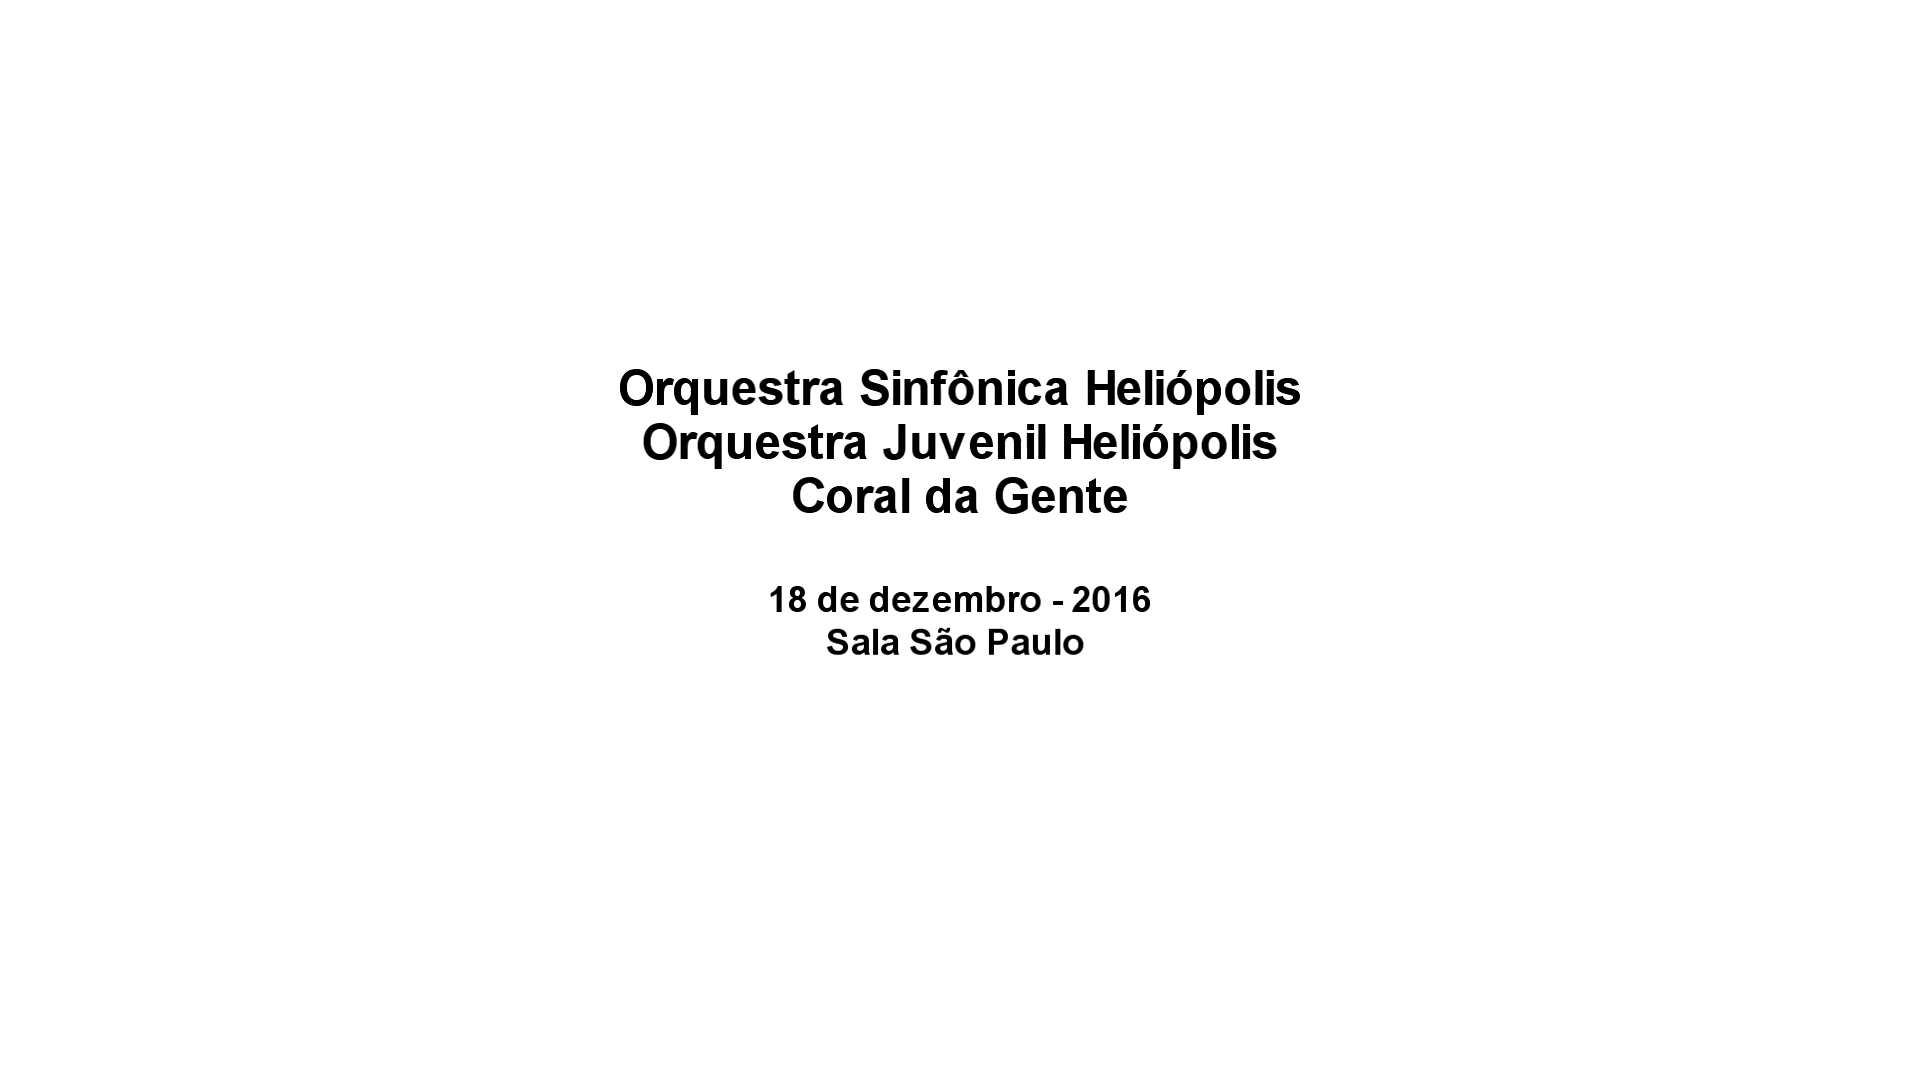 Orquestra Sinfônica Heliópolis
Orquestra Juvenil Heliópolis
Coral da Gente
18 de dezembro - 2016
Sala São Paulo